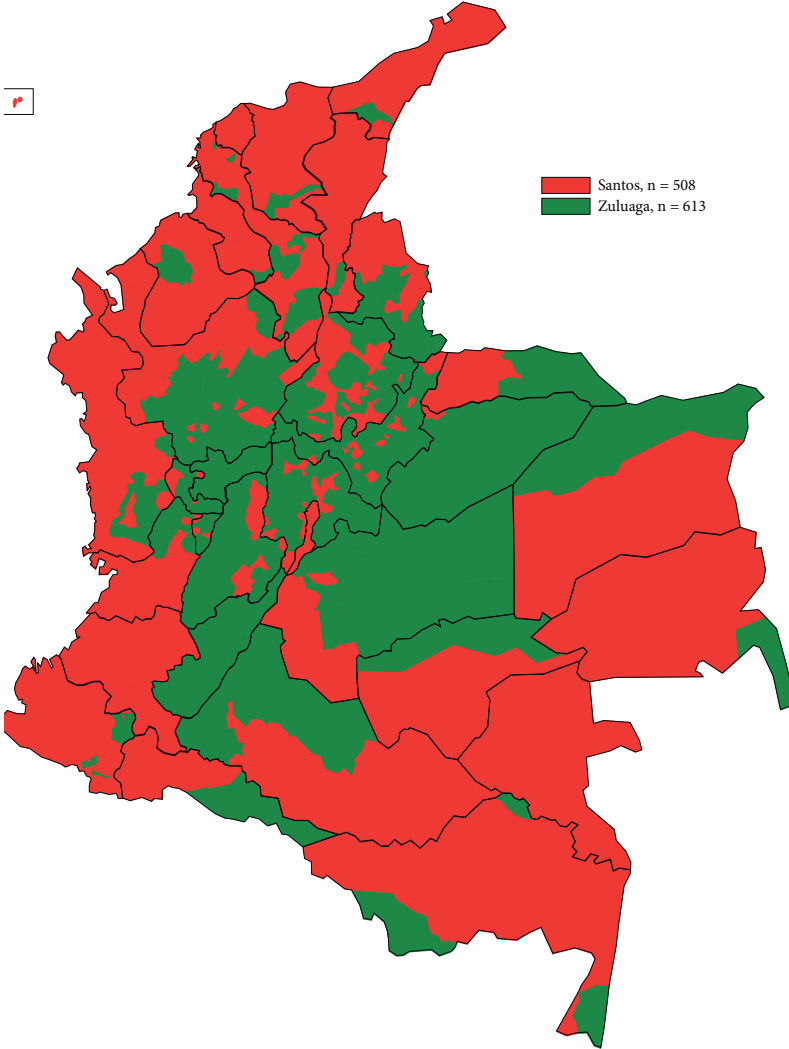 Santos, n = 508
Zuluaga, n = 613